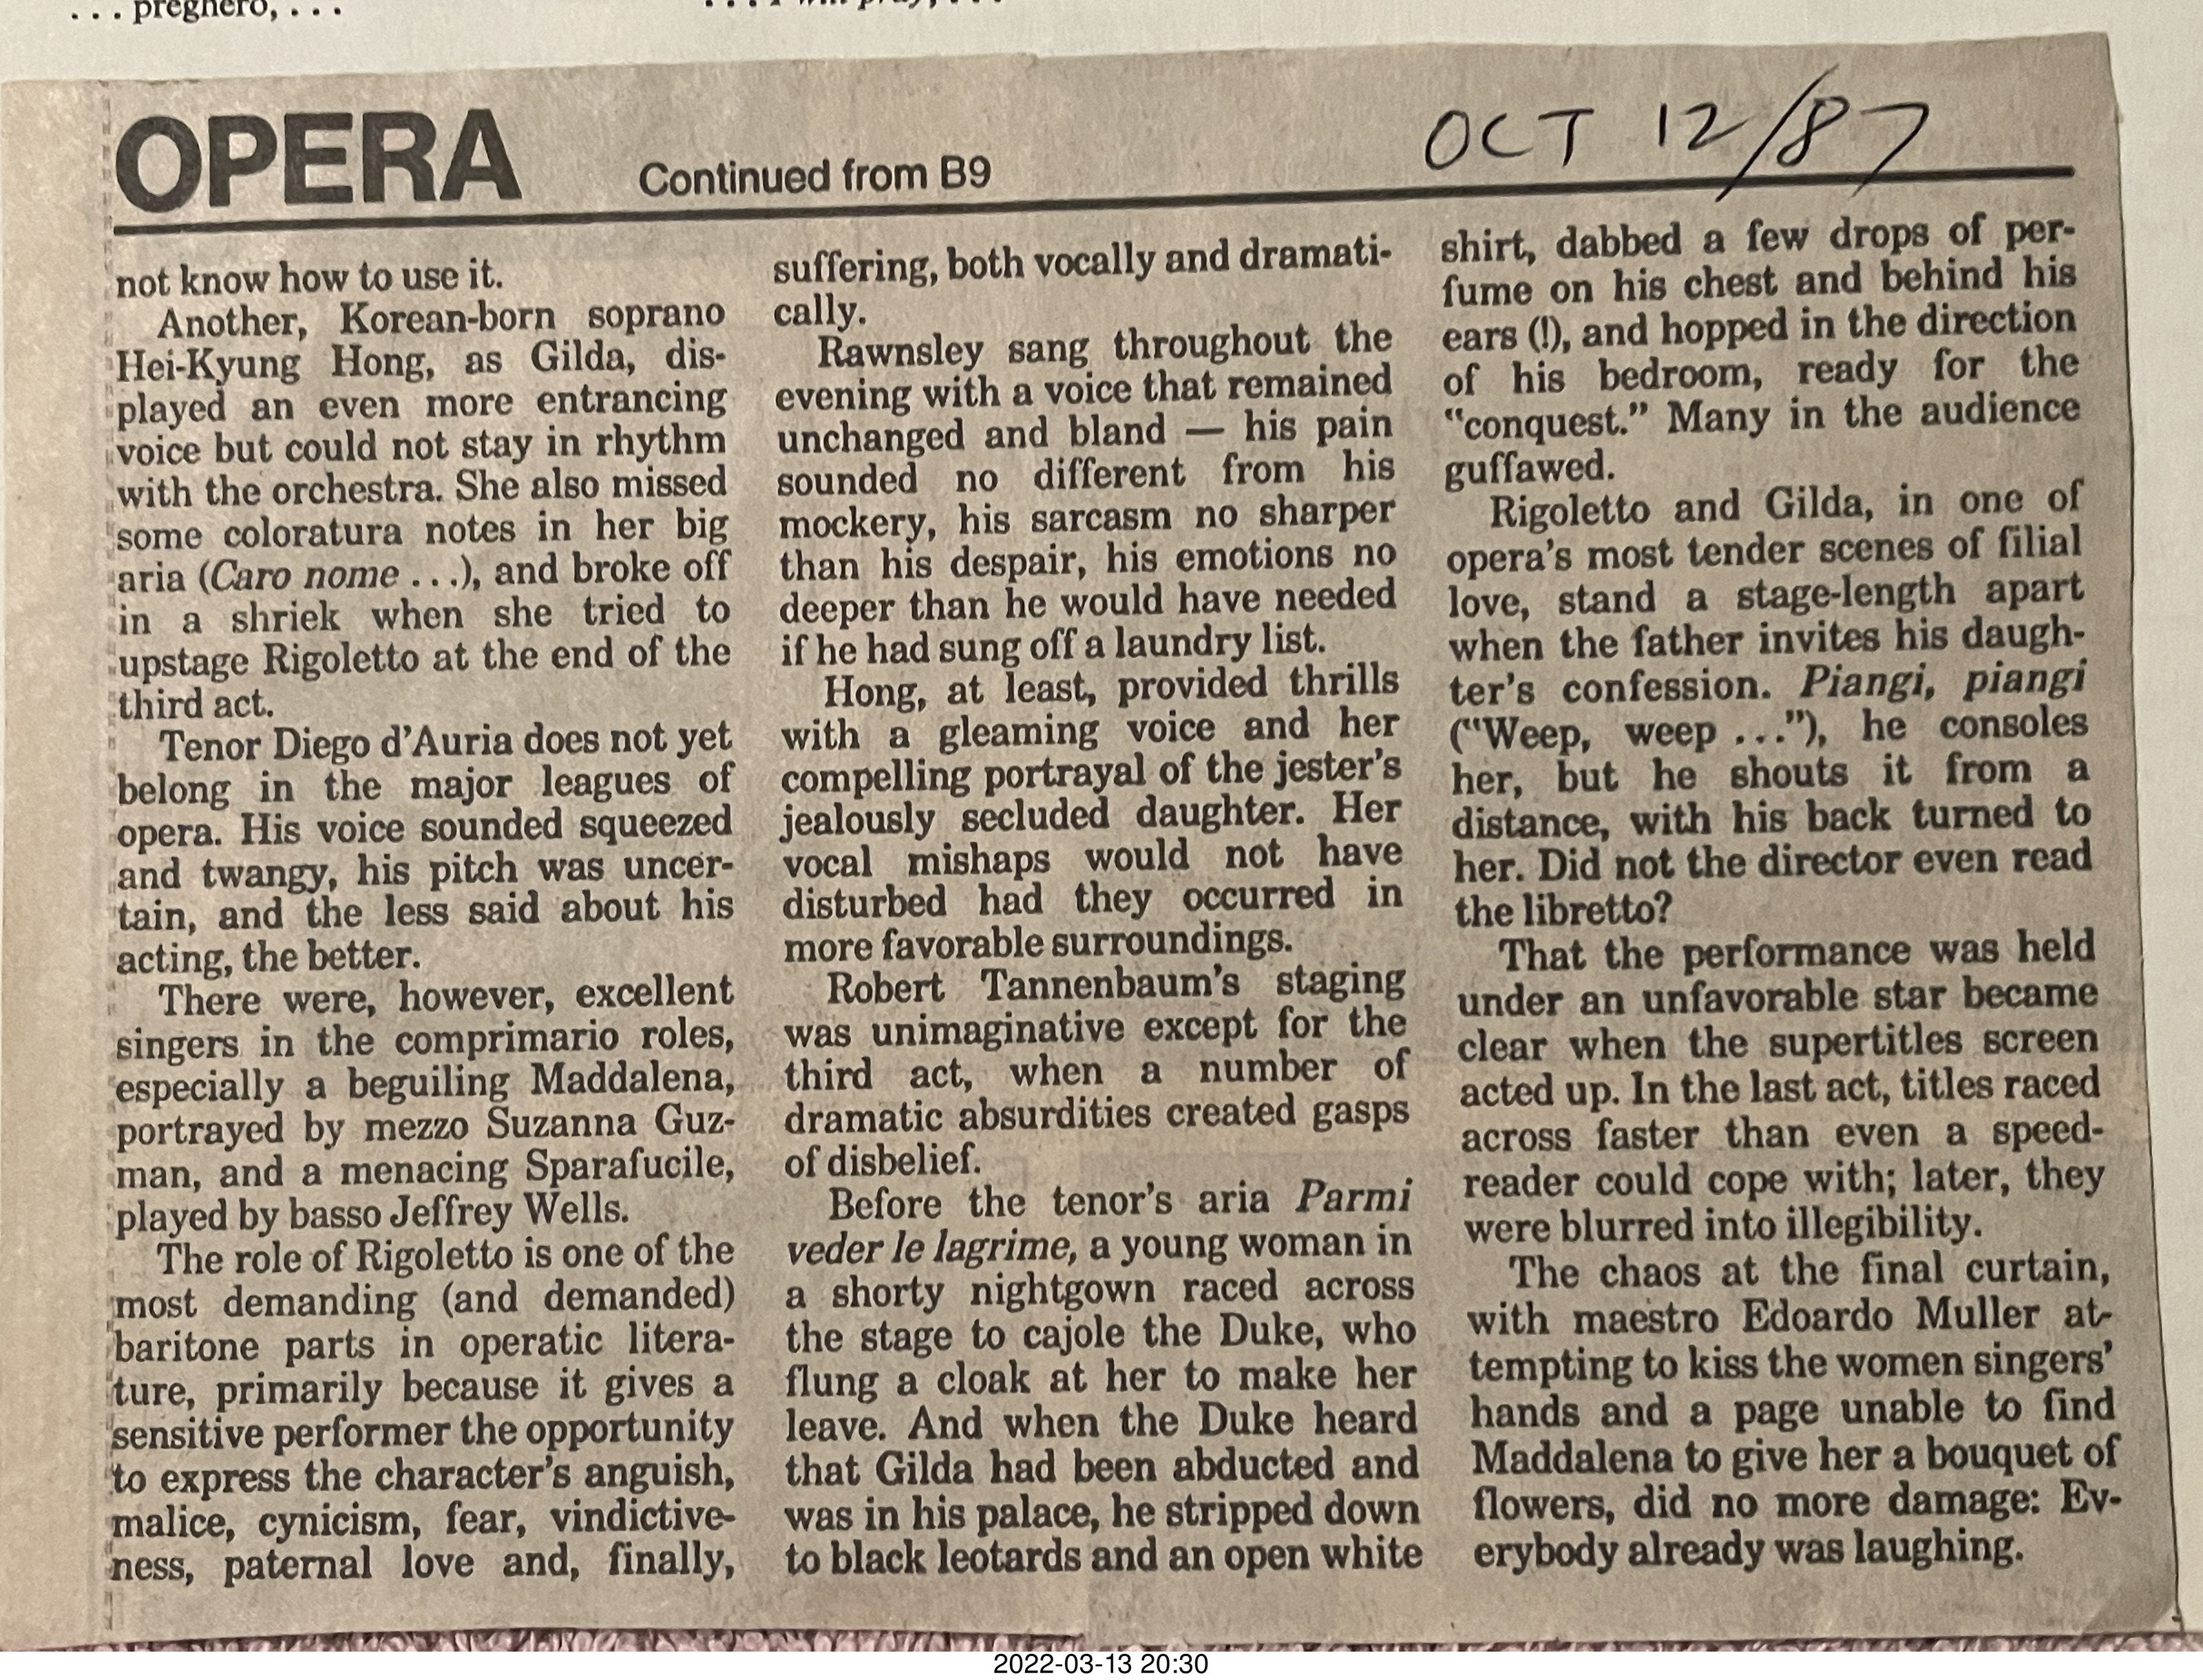 ... preghero, ...
... I will pray, ...
OPERA
Continued from B9
OCT 12/87
not know how to use it.
Another, Korean-born soprano
Hei-Kyung Hong, as Gilda, dis-
played an even more entrancing
voice but could not stay in rhythm
with the orchestra. She also missed
some coloratura notes in her big
aria (Caro nome ...), and broke off
in a shriek when she tried to
upstage Rigoletto at the end of the
third act.
Tenor Diego d'Auria does not yet
belong in the major leagues of
opera. His voice sounded squeezed
and twangy, his pitch was uncer-
tain, and the less said about his
acting, the better.
There were, however, excellent
singers in the comprimario roles,
especially a beguiling Maddalena,
portrayed by mezzo Suzanna Guz-
man, and a menacing Sparafucile,
played by basso Jeffrey Wells.
The role of Rigoletto is one of the
most demanding (and demanded)
baritone parts in operatic litera-
ture, primarily because it gives a
sensitive performer the opportunity
to express the character's anguish,
malice, cynicism, fear, vindictive-
ness, paternal love and, finally,
suffering, both vocally and dramati-
cally.
Rawnsley sang throughout the
evening with a voice that remained
unchanged and bland — his pain
sounded no different from his
mockery, his sarcasm no sharper
than his despair, his emotions no
deeper than he would have needed
if he had sung off a laundry list.
Hong, at least, provided thrills
with a gleaming voice and her
compelling portrayal of the jester's
jealously secluded daughter. Her
vocal mishaps would not have
disturbed had they occurred in
more favorable surroundings.
Robert Tannenbaum's staging
was unimaginative except for the
third act, when a number of
dramatic absurdities created gasps
of disbelief.
Before the tenor's aria Parmi
veder le lagrime, a young woman in
a shorty nightgown raced across
the stage to cajole the Duke, who
flung a cloak at her to make her
leave. And when the Duke heard
that Gilda had been abducted and
was in his palace, he stripped down
to black leotards and an open white
shirt, dabbed a few drops of per-
fume on his chest and behind his
ears (!), and hopped in the direction
of his bedroom, ready for the
"conquest." Many in the audience
guffawed.
Rigoletto and Gilda, in one of
opera's most tender scenes of filial
love, stand a stage-length apart
when the father invites his daugh-
ter's confession. Piangi, piangi
("Weep, weep ..."), he consoles
her, but he shouts it from a
distance, with his back turned to
her. Did not the director even read
the libretto?
That the performance was held
under an unfavorable star became
clear when the supertitles screen
acted up. In the last act, titles raced
across faster than even a speed-
reader could cope with; later, they
were blurred into illegibility.
The chaos at the final curtain,
with maestro Edoardo Muller at-
tempting to kiss the women singers'
hands and a page unable to find
Maddalena to give her a bouquet of
flowers, did no more damage: Ev-
erybody already was laughing.
2022-03-13 20:30